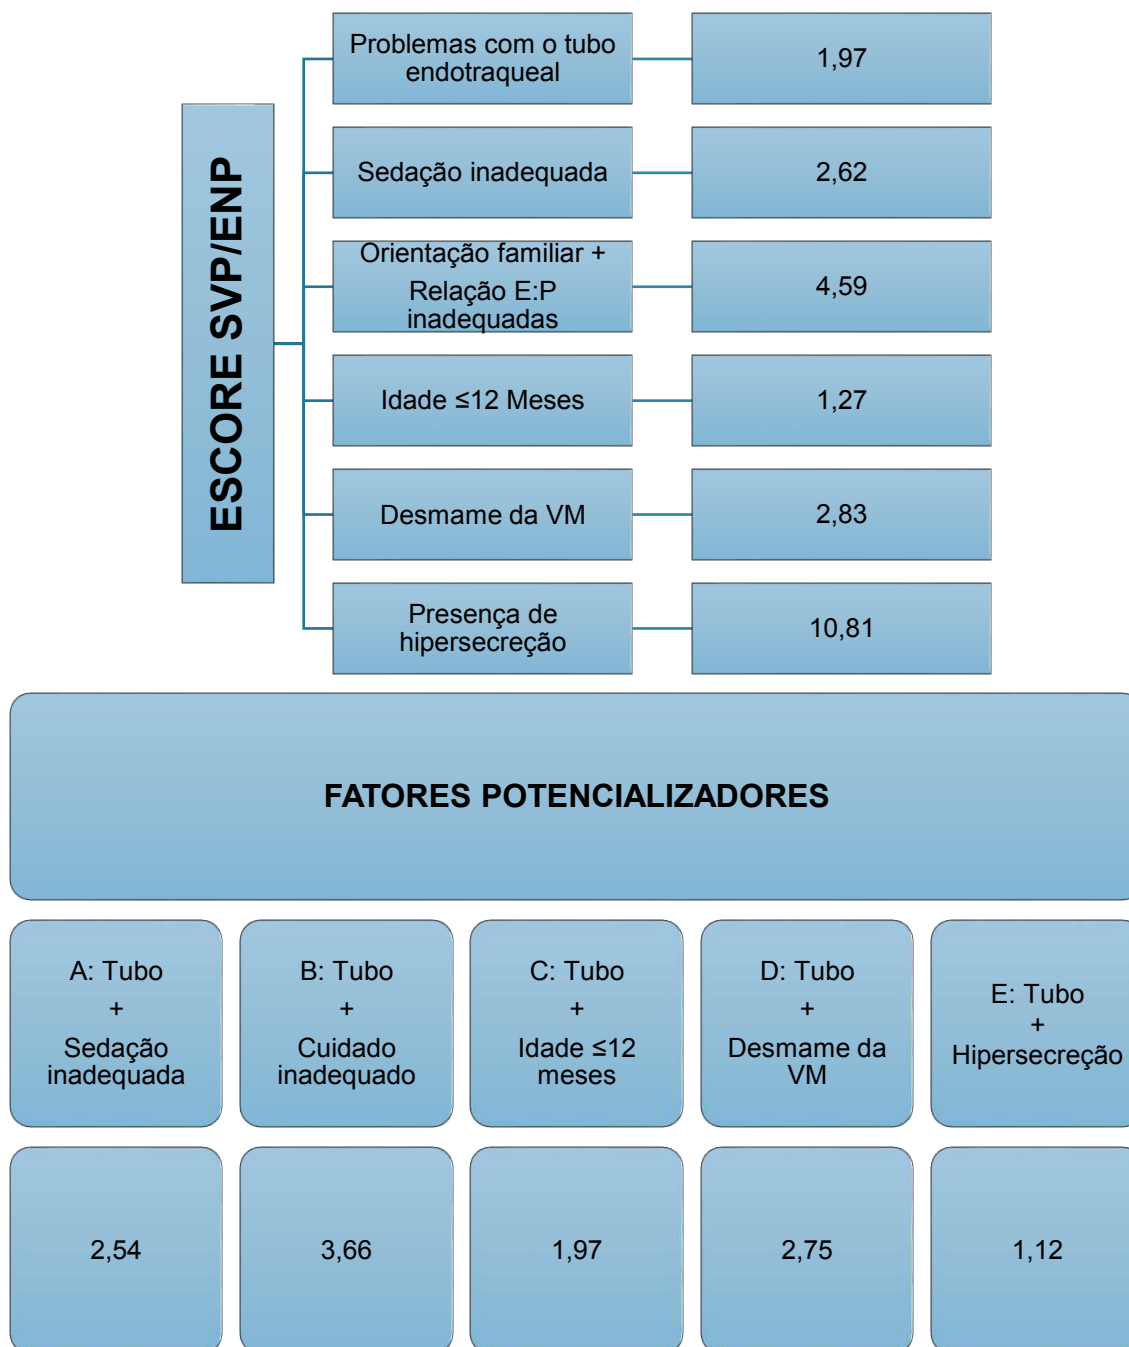 ESCORE SVP/ENP
Problemas com o tubo
endotraqueal
1,97
Sedação inadequada
2,62
Orientação familiar +
Relação E:P
inadequadas
4,59
Idade ≤12 Meses
1,27
Desmame da VM
2,83
Presença de
hipersecreção
10,81
FATORES POTENCIALIZADORES
A: Tubo
+
Sedação
inadequada
B: Tubo
+
Cuidado
inadequado
C: Tubo
+
Idade ≤12
meses
D: Tubo
+
Desmame da
VM
E: Tubo
+
Hipersecreção
2,54
3,66
1,97
2,75
1,12